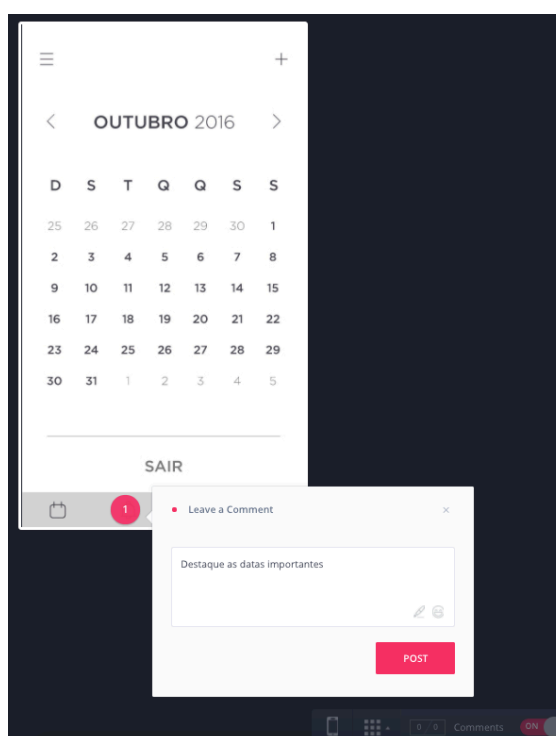 OUTUBRO 2016
D S T Q Q S S
25 26 27 28 29 30 1
2 3 4 5 6 7 8
9 10 11 12 13 14 15
16 17 18 19 20 21 22
23 24 25 26 27 28 29
30 31 1 2 3 4 5
SAIR
1
Leave a Comment
Destaque as datas importantes
POST
0 / 0 Comments ON